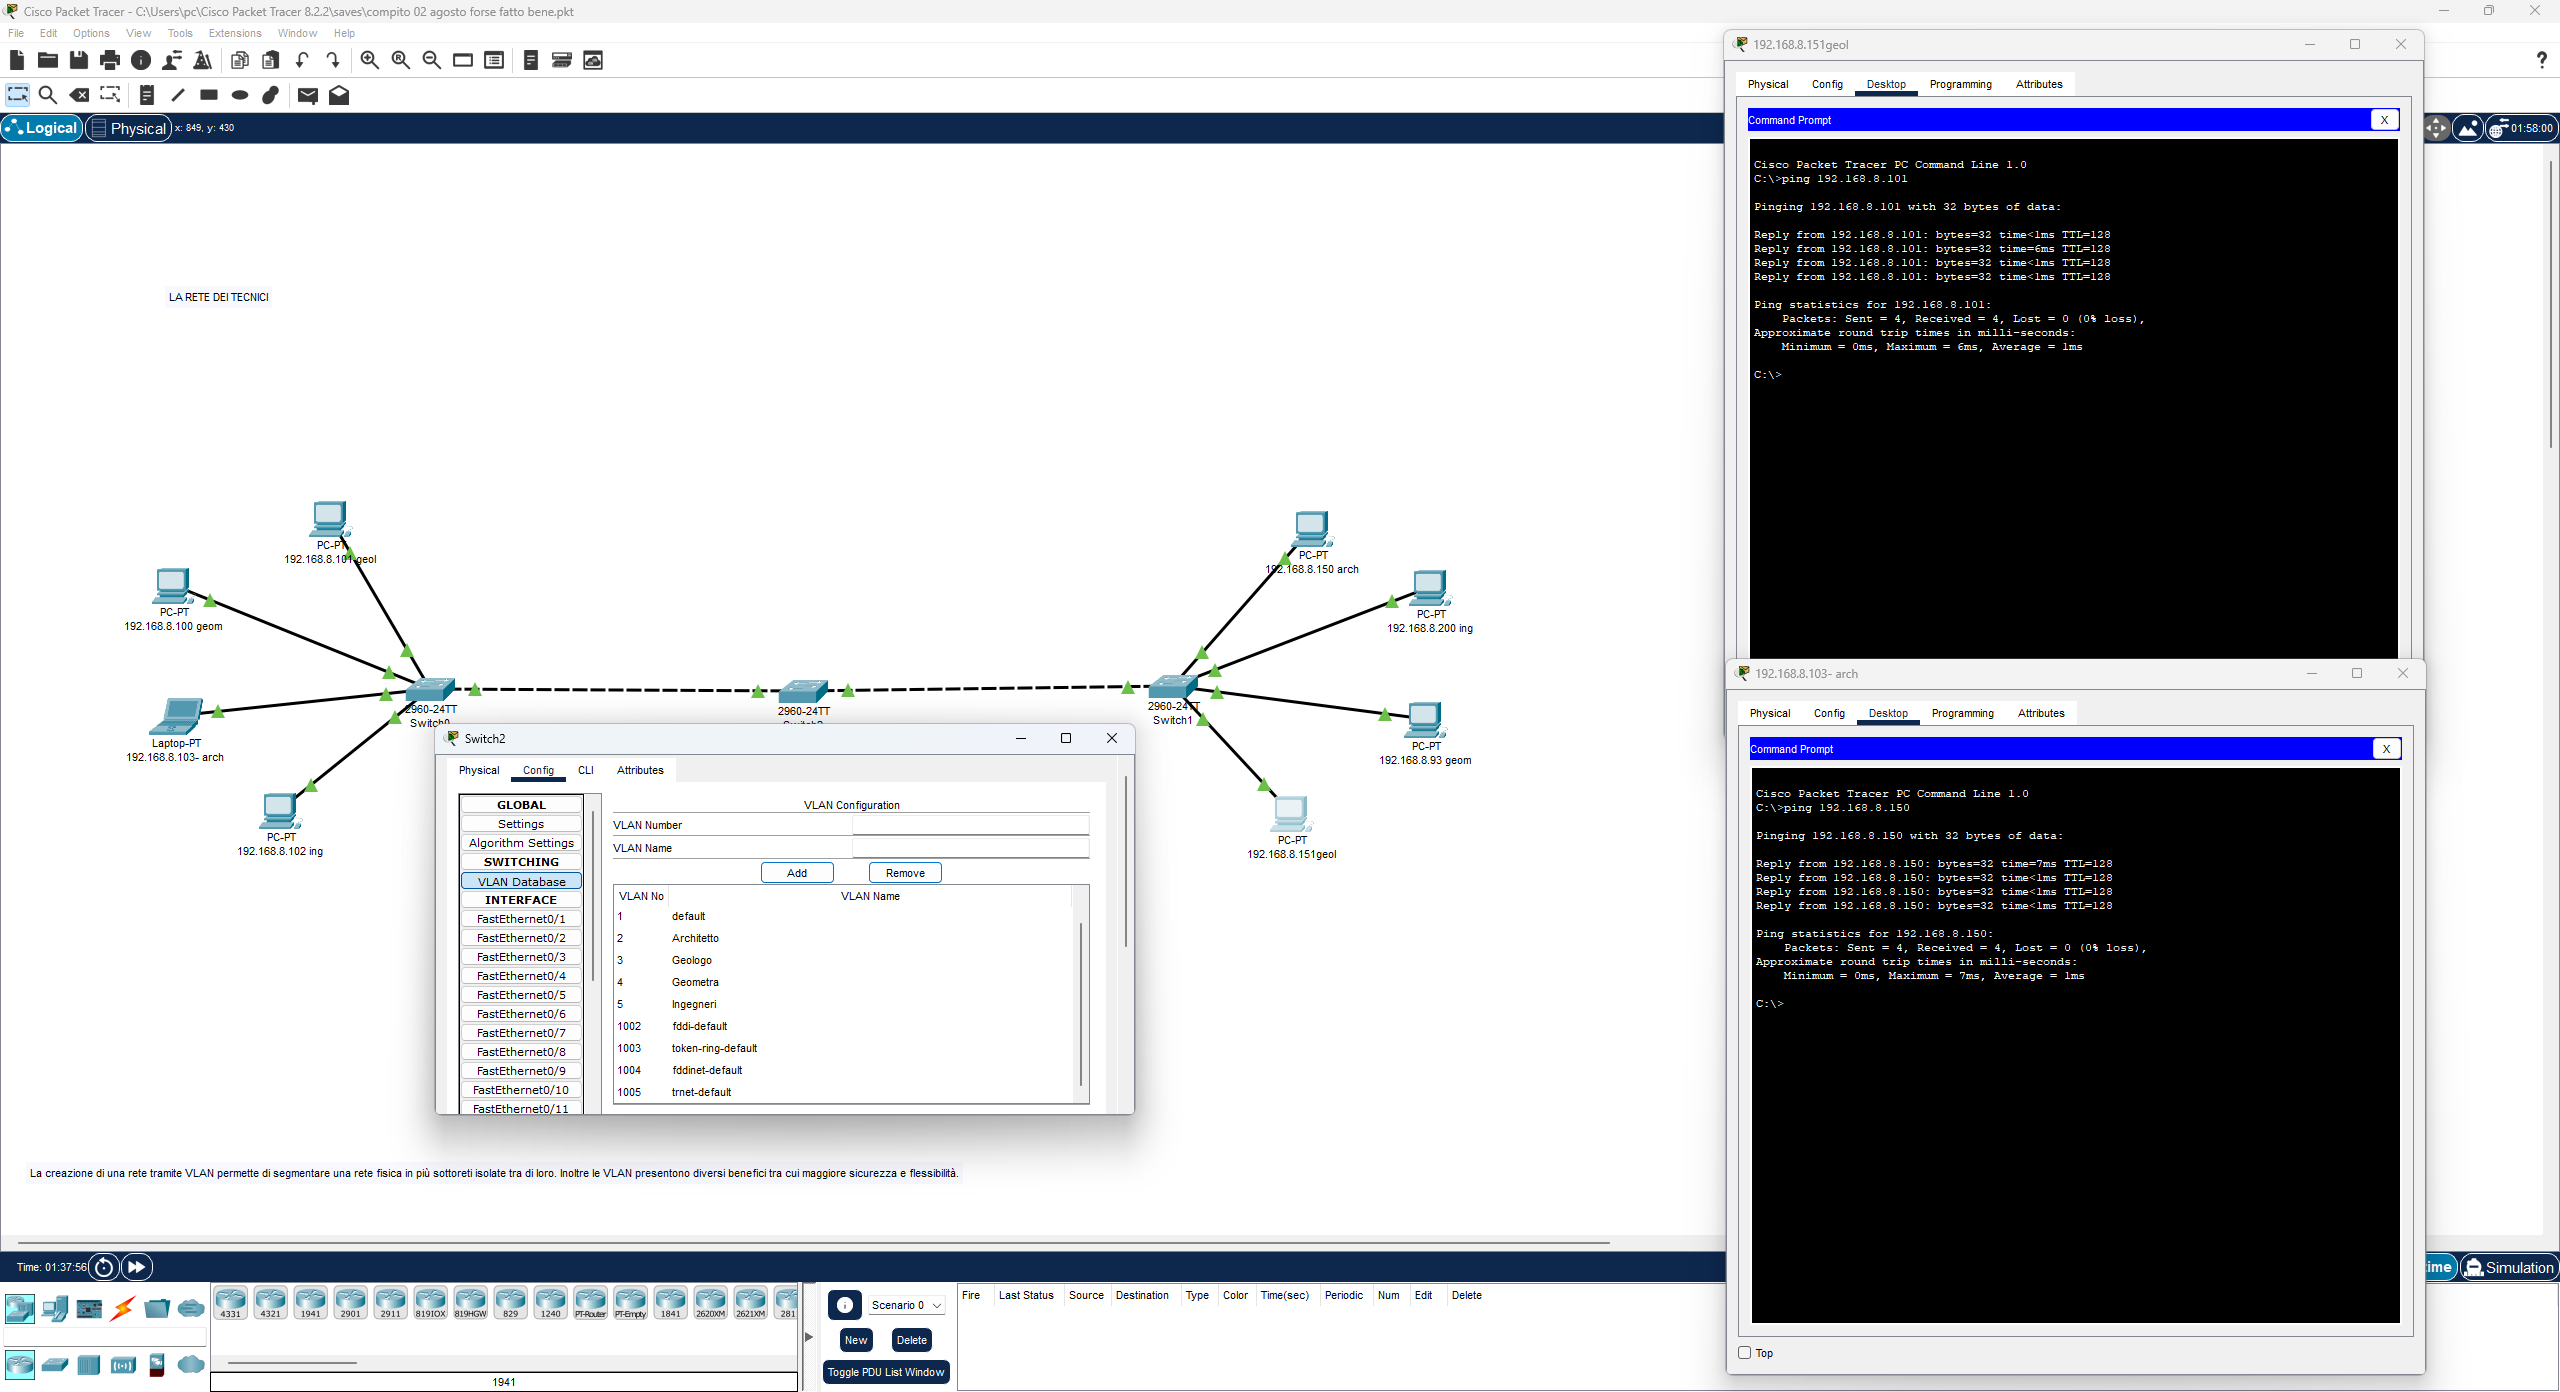 Cisco Packet Tracer - C:\Users\pc\Cisco Packet Tracer 8.2.2\saves\compito 02 agosto forse fatto bene.pkt
File Edit Options View Tools Extensions Window Help
Logical Physical x: 849, y: 430
01:58:00
LA RETE DEI TECNICI
PC-PT
192.168.8.101 geol
PC-PT
192.168.8.100 geom
Laptop-PT
192.168.8.103- arch
PC-PT
192.168.8.102 ing
2960-24TT
Switch0
2960-24TT
2960-24TT
Switch1
PC-PT
192.168.8.150 arch
PC-PT
192.168.8.200 ing
PC-PT
192.168.8.93 geom
PC-PT
192.168.8.151geol
Switch2
Physical Config CLI Attributes
GLOBAL
Settings
Algorithm Settings
SWITCHING
VLAN Database
INTERFACE
FastEthernet0/1
FastEthernet0/2
FastEthernet0/3
FastEthernet0/4
FastEthernet0/5
FastEthernet0/6
FastEthernet0/7
FastEthernet0/8
FastEthernet0/9
FastEthernet0/10
FastEthernet0/11
VLAN Configuration
VLAN Number
VLAN Name
Add Remove
VLAN No VLAN Name
1 default
2 Architetto
3 Geologo
4 Geometra
5 Ingegneri
1002 fddi-default
1003 token-ring-default
1004 fddinet-default
1005 trnet-default
La creazione di una rete tramite VLAN permette di segmentare una rete fisica in più sottoreti isolate tra di loro. Inoltre le VLAN presentono diversi benefici tra cui maggiore sicurezza e flessibilità.
192.168.8.151geol
Physical Config Desktop Programming Attributes
Command Prompt X
Cisco Packet Tracer PC Command Line 1.0
C:\>ping 192.168.8.101
Pinging 192.168.8.101 with 32 bytes of data:
Reply from 192.168.8.101: bytes=32 time<1ms TTL=128
Reply from 192.168.8.101: bytes=32 time=6ms TTL=128
Reply from 192.168.8.101: bytes=32 time<1ms TTL=128
Reply from 192.168.8.101: bytes=32 time<1ms TTL=128
Ping statistics for 192.168.8.101:
Packets: Sent = 4, Received = 4, Lost = 0 (0% loss),
Approximate round trip times in milli-seconds:
Minimum = 0ms, Maximum = 6ms, Average = 1ms
C:\>
192.168.8.103- arch
Physical Config Desktop Programming Attributes
Command Prompt X
Cisco Packet Tracer PC Command Line 1.0
C:\>ping 192.168.8.150
Pinging 192.168.8.150 with 32 bytes of data:
Reply from 192.168.8.150: bytes=32 time=7ms TTL=128
Reply from 192.168.8.150: bytes=32 time<1ms TTL=128
Reply from 192.168.8.150: bytes=32 time<1ms TTL=128
Reply from 192.168.8.150: bytes=32 time<1ms TTL=128
Ping statistics for 192.168.8.150:
Packets: Sent = 4, Received = 4, Lost = 0 (0% loss),
Approximate round trip times in milli-seconds:
Minimum = 0ms, Maximum = 7ms, Average = 1ms
C:\>
Top
Time: 01:37:56
ime Simulation
4331 4321 1941 2901 2911 819IOX 819HGW 829 1240 PT-Router PT-Empty 1841 2620XM 2621XM 281
1941
Scenario 0
New Delete
Toggle PDU List Window
Fire Last Status Source Destination Type Color Time(sec) Periodic Num Edit Delete